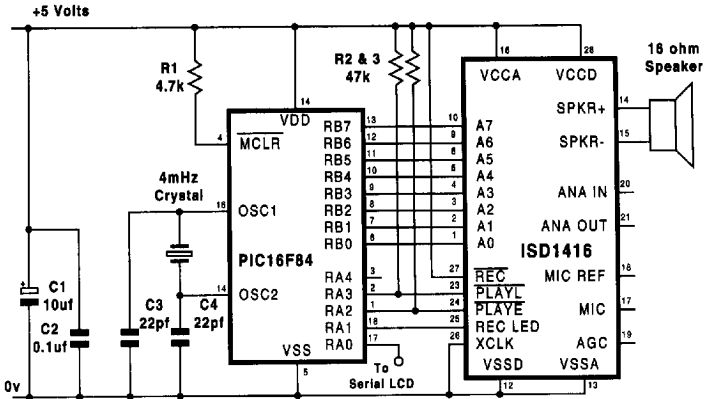 +5 Volts
R1
4.7k
R2 & 3
47k
16 ohm
Speaker
16
28
VCCA
VCCD
14
VDD
4
MCLR
13
RB7
12
RB6
11
RB5
10
RB4
9
RB3
8
RB2
7
RB1
6
RB0
10
A7
9
A6
6
A5
5
A4
4
A3
3
A2
2
A1
1
A0
SPKR+
14
SPKR-
15
ANA IN
20
ANA OUT
21
ISD1416
MIC REF
18
MIC
17
AGC
19
4mHz
Crystal
16
OSC1
PIC16F84
14
OSC2
3
RA4
2
RA3
1
RA2
18
RA1
17
RA0
27
REC
23
PLAYL
24
PLAYE
25
REC LED
26
XCLK
C1
10uf
C2
0.1uf
C3
22pf
C4
22pf
VSS
5
To
Serial LCD
VSSD
VSSA
12
13
0v